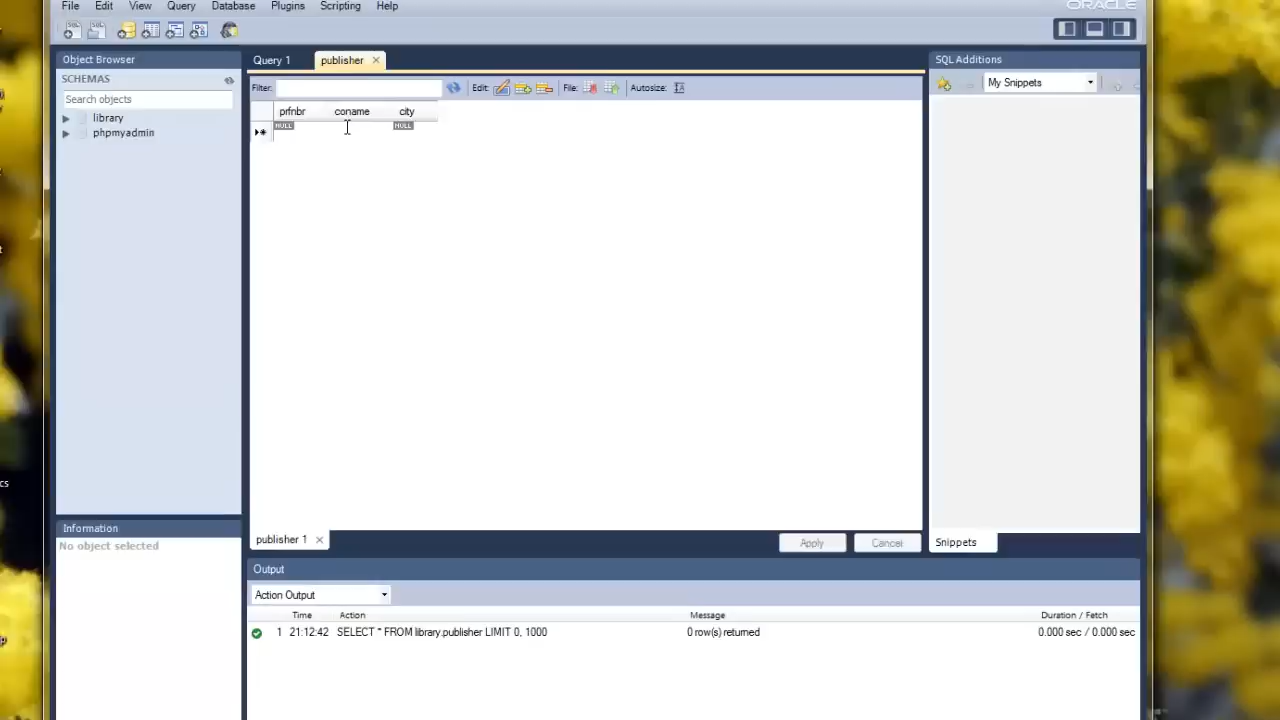 File Edit View Query Database Plugins Scripting Help
ORACLE
Object Browser
SCHEMAS
Search objects
library
phpmyadmin
Information
No object selected
Query 1
publisher
Filter:
Edit:
File:
Autosize:
prfnbr coname city
NULL NULL
publisher 1
Apply
Cancel
SQL Additions
My Snippets
Snippets
Output
Action Output
Time Action Message Duration / Fetch
1 21:12:42 SELECT * FROM library.publisher LIMIT 0, 1000 0 row(s) returned 0.000 sec / 0.000 sec
cs